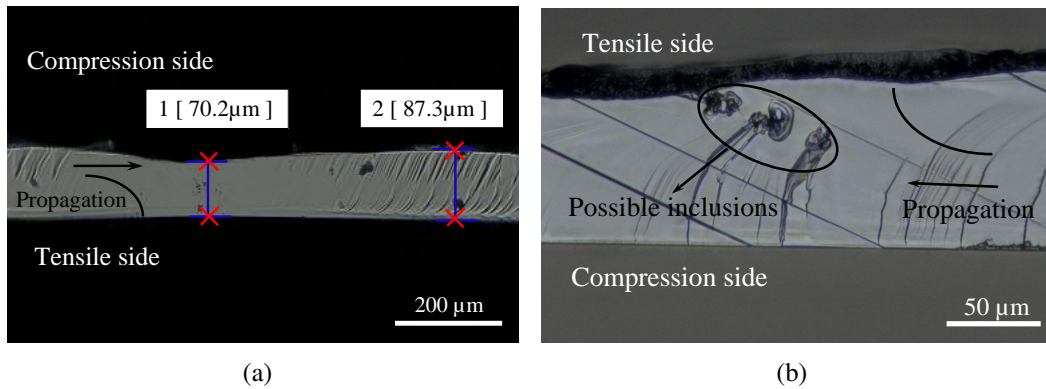 Compression side
1 [ 70.2µm ]
2 [ 87.3µm ]
Propagation
Tensile side
200 µm
(a)
Tensile side
Possible inclusions
Propagation
Compression side
50 µm
(b)